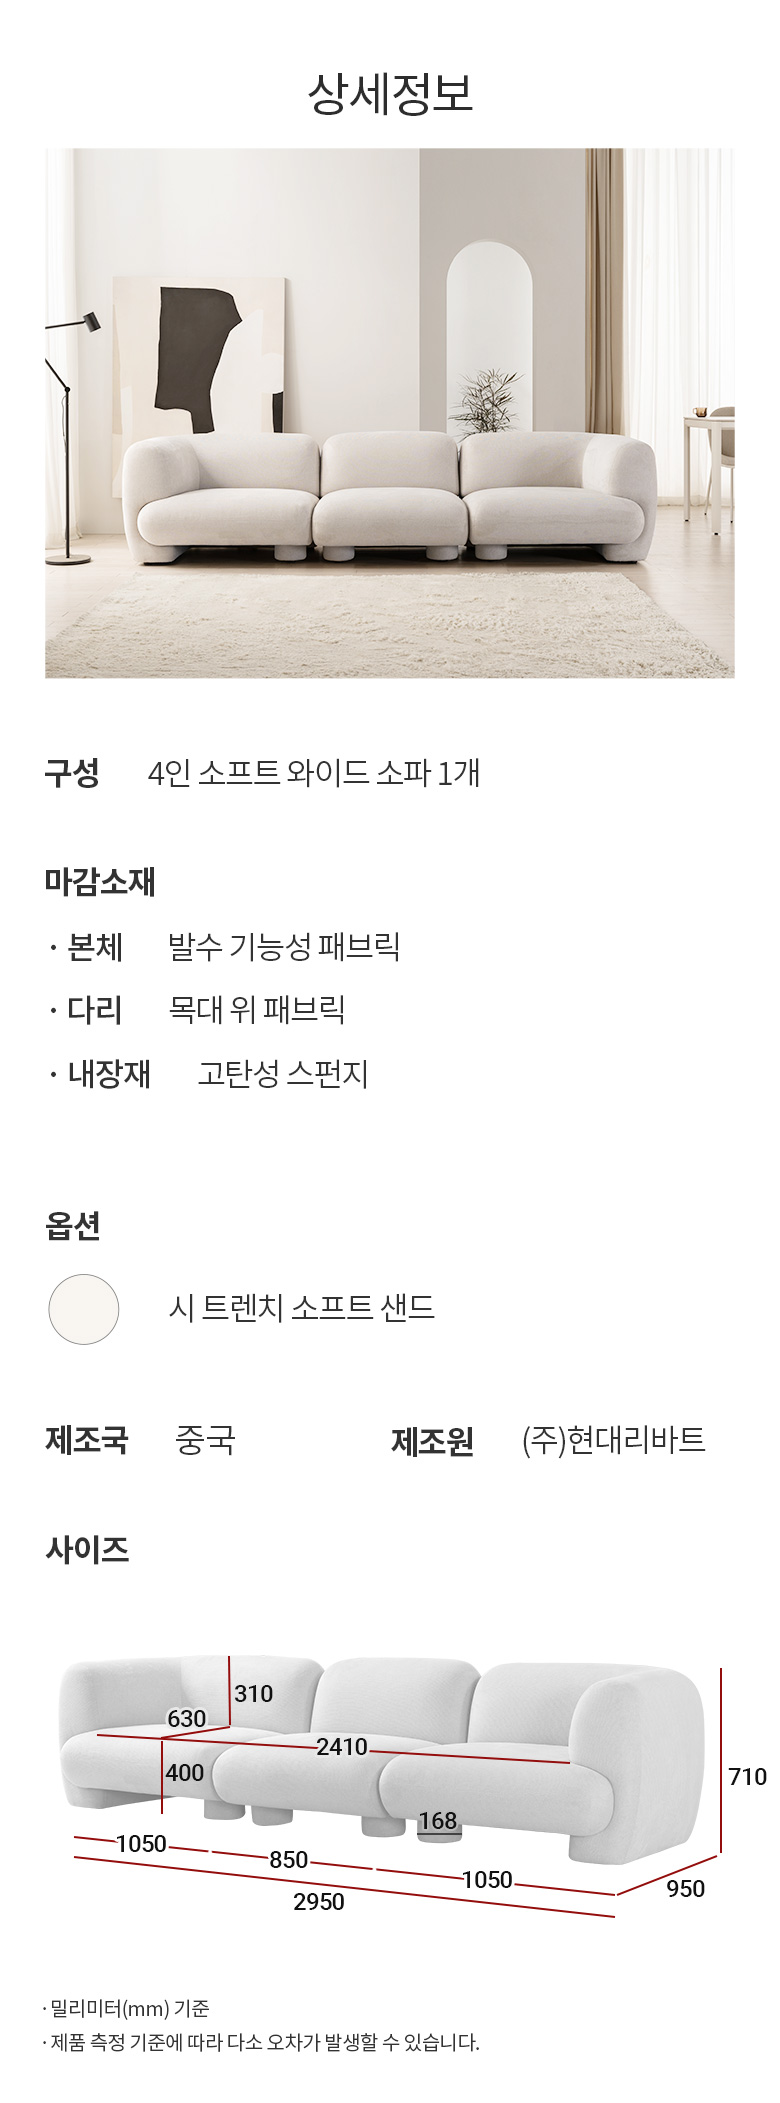 상세정보
구성 4인 소프트 와이드 소파 1개
마감소재
· 본체 발수 기능성 패브릭
· 다리 목대 위 패브릭
· 내장재 고탄성 스펀지
옵션
시 트렌치 소프트 샌드
제조국 중국 제조원 (주)현대리바트
사이즈
310
630
2410
400
710
168
1050
850
1050
950
2950
· 밀리미터(mm) 기준
· 제품 측정 기준에 따라 다소 오차가 발생할 수 있습니다.